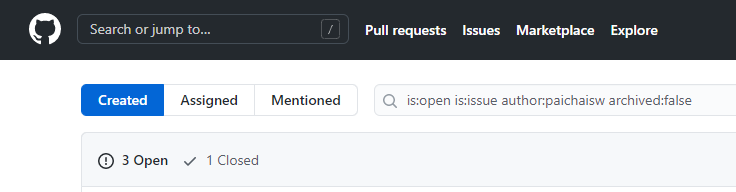 Search or jump to... / Pull requests Issues Marketplace Explore
Created Assigned Mentioned is:open is:issue author:paichaisw archived:false
3 Open 1 Closed